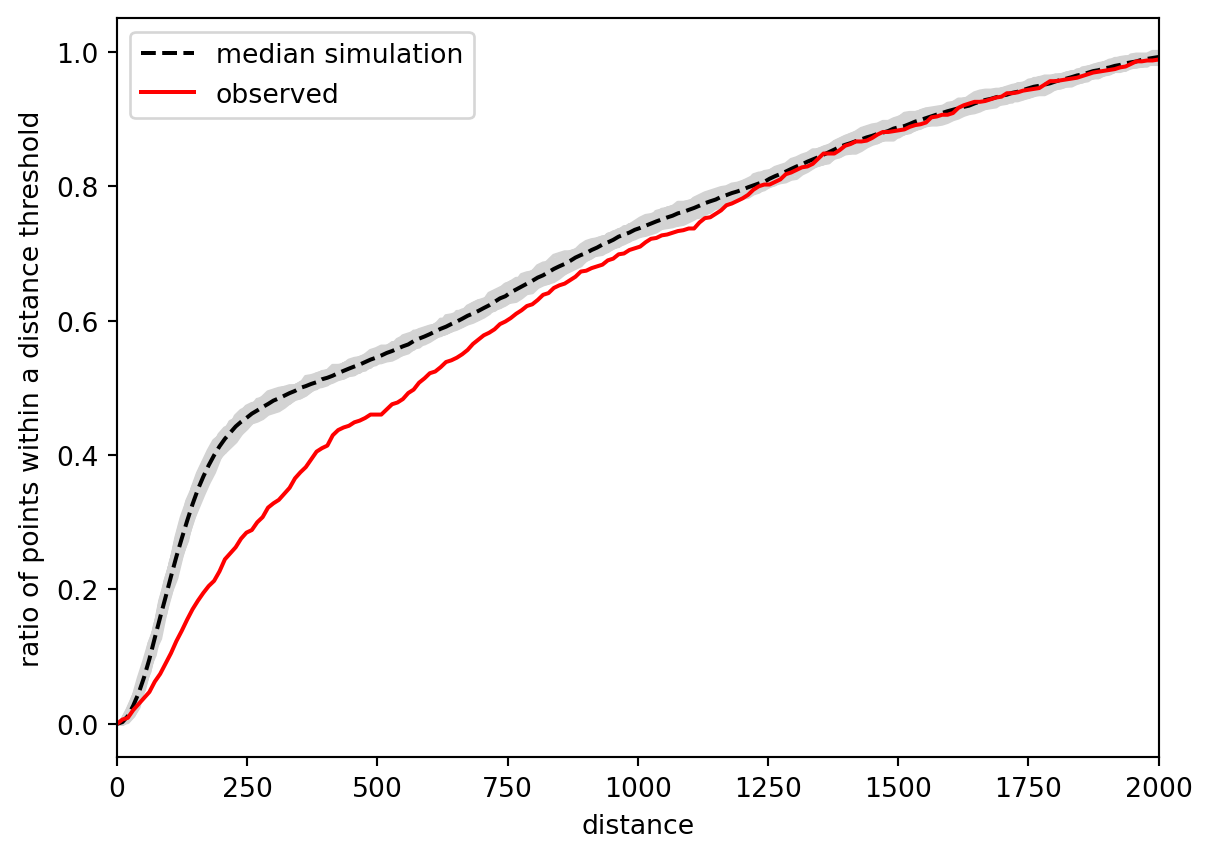 median simulation
observed
ratio of points within a distance threshold
1.0
0.8
0.6
0.4
0.2
0.0
0 250 500 750 1000 1250 1500 1750 2000
distance